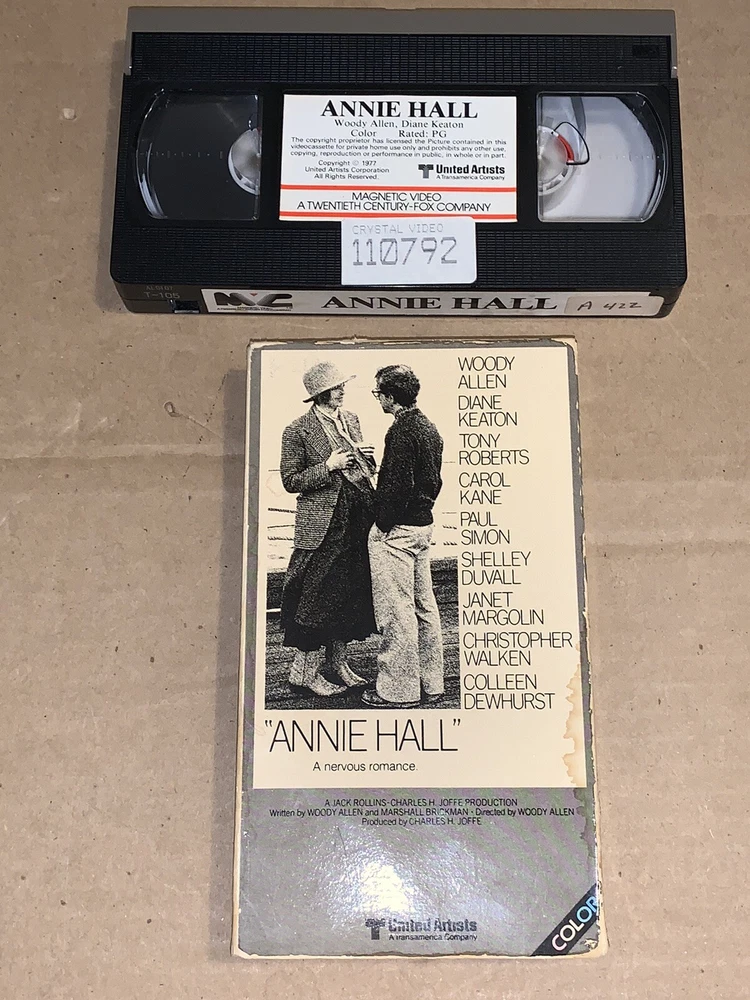 ANNIE HALL
Woody Allen, Diane Keaton
Color Rated: PG
The copyright proprietor has licensed the Picture contained in this
videocassette for private home use only and prohibits any other use,
copying, reproduction or performance in public, in whole or in part.
Copyright © 1977
United Artists Corporation
All Rights Reserved.
United Artists
A Transamerica Company
MAGNETIC VIDEO
A TWENTIETH CENTURY-FOX COMPANY
CRYSTAL VIDEO
110792
T-105
MVC
ANNIE HALL
A 422
WOODY
ALLEN
DIANE
KEATON
TONY
ROBERTS
CAROL
KANE
PAUL
SIMON
SHELLEY
DUVALL
JANET
MARGOLIN
CHRISTOPHER
WALKEN
COLLEEN
DEWHURST
"ANNIE HALL"
A nervous romance.
A JACK ROLLINS-CHARLES H. JOFFE PRODUCTION
Written by WOODY ALLEN and MARSHALL BRICKMAN · Directed by WOODY ALLEN
Produced by CHARLES H. JOFFE
United Artists
A Transamerica Company
COLOR